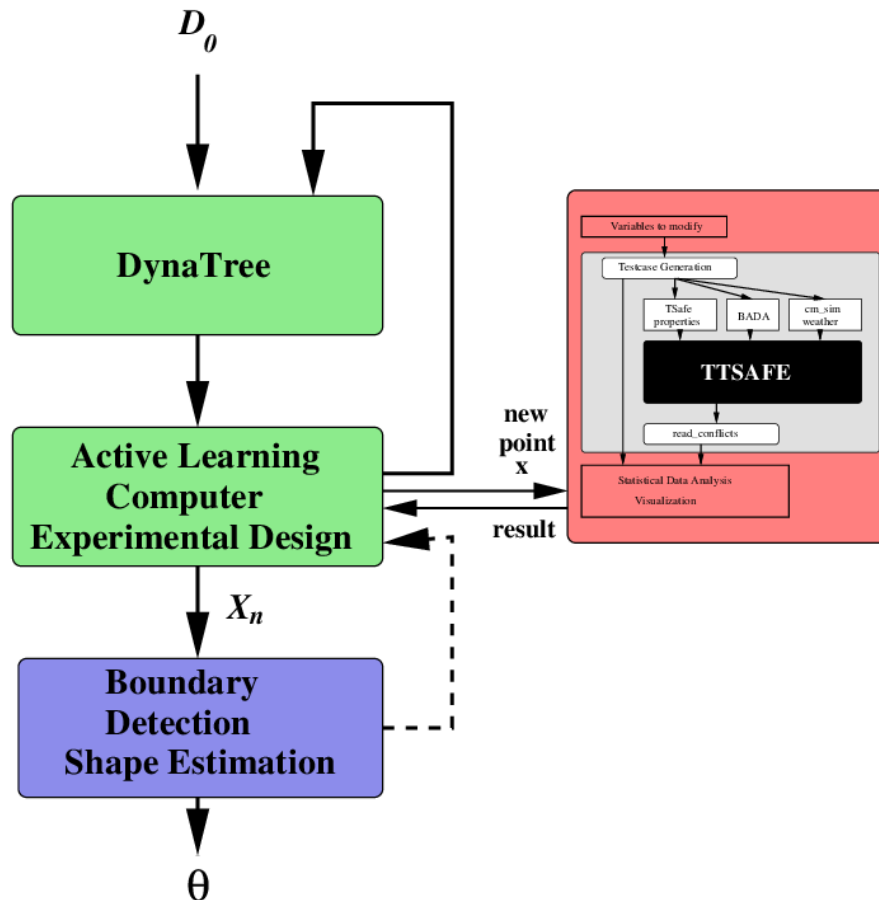 D0
DynaTree
Active Learning
Computer
Experimental Design
new
point
x
result
Xn
Boundary
Detection
Shape Estimation
θ
Variables to modify
Testcase Generation
TSafe
properties
BADA
cm_sim
weather
TTSAFE
read_conflicts
Statistical Data Analysis
Visualization